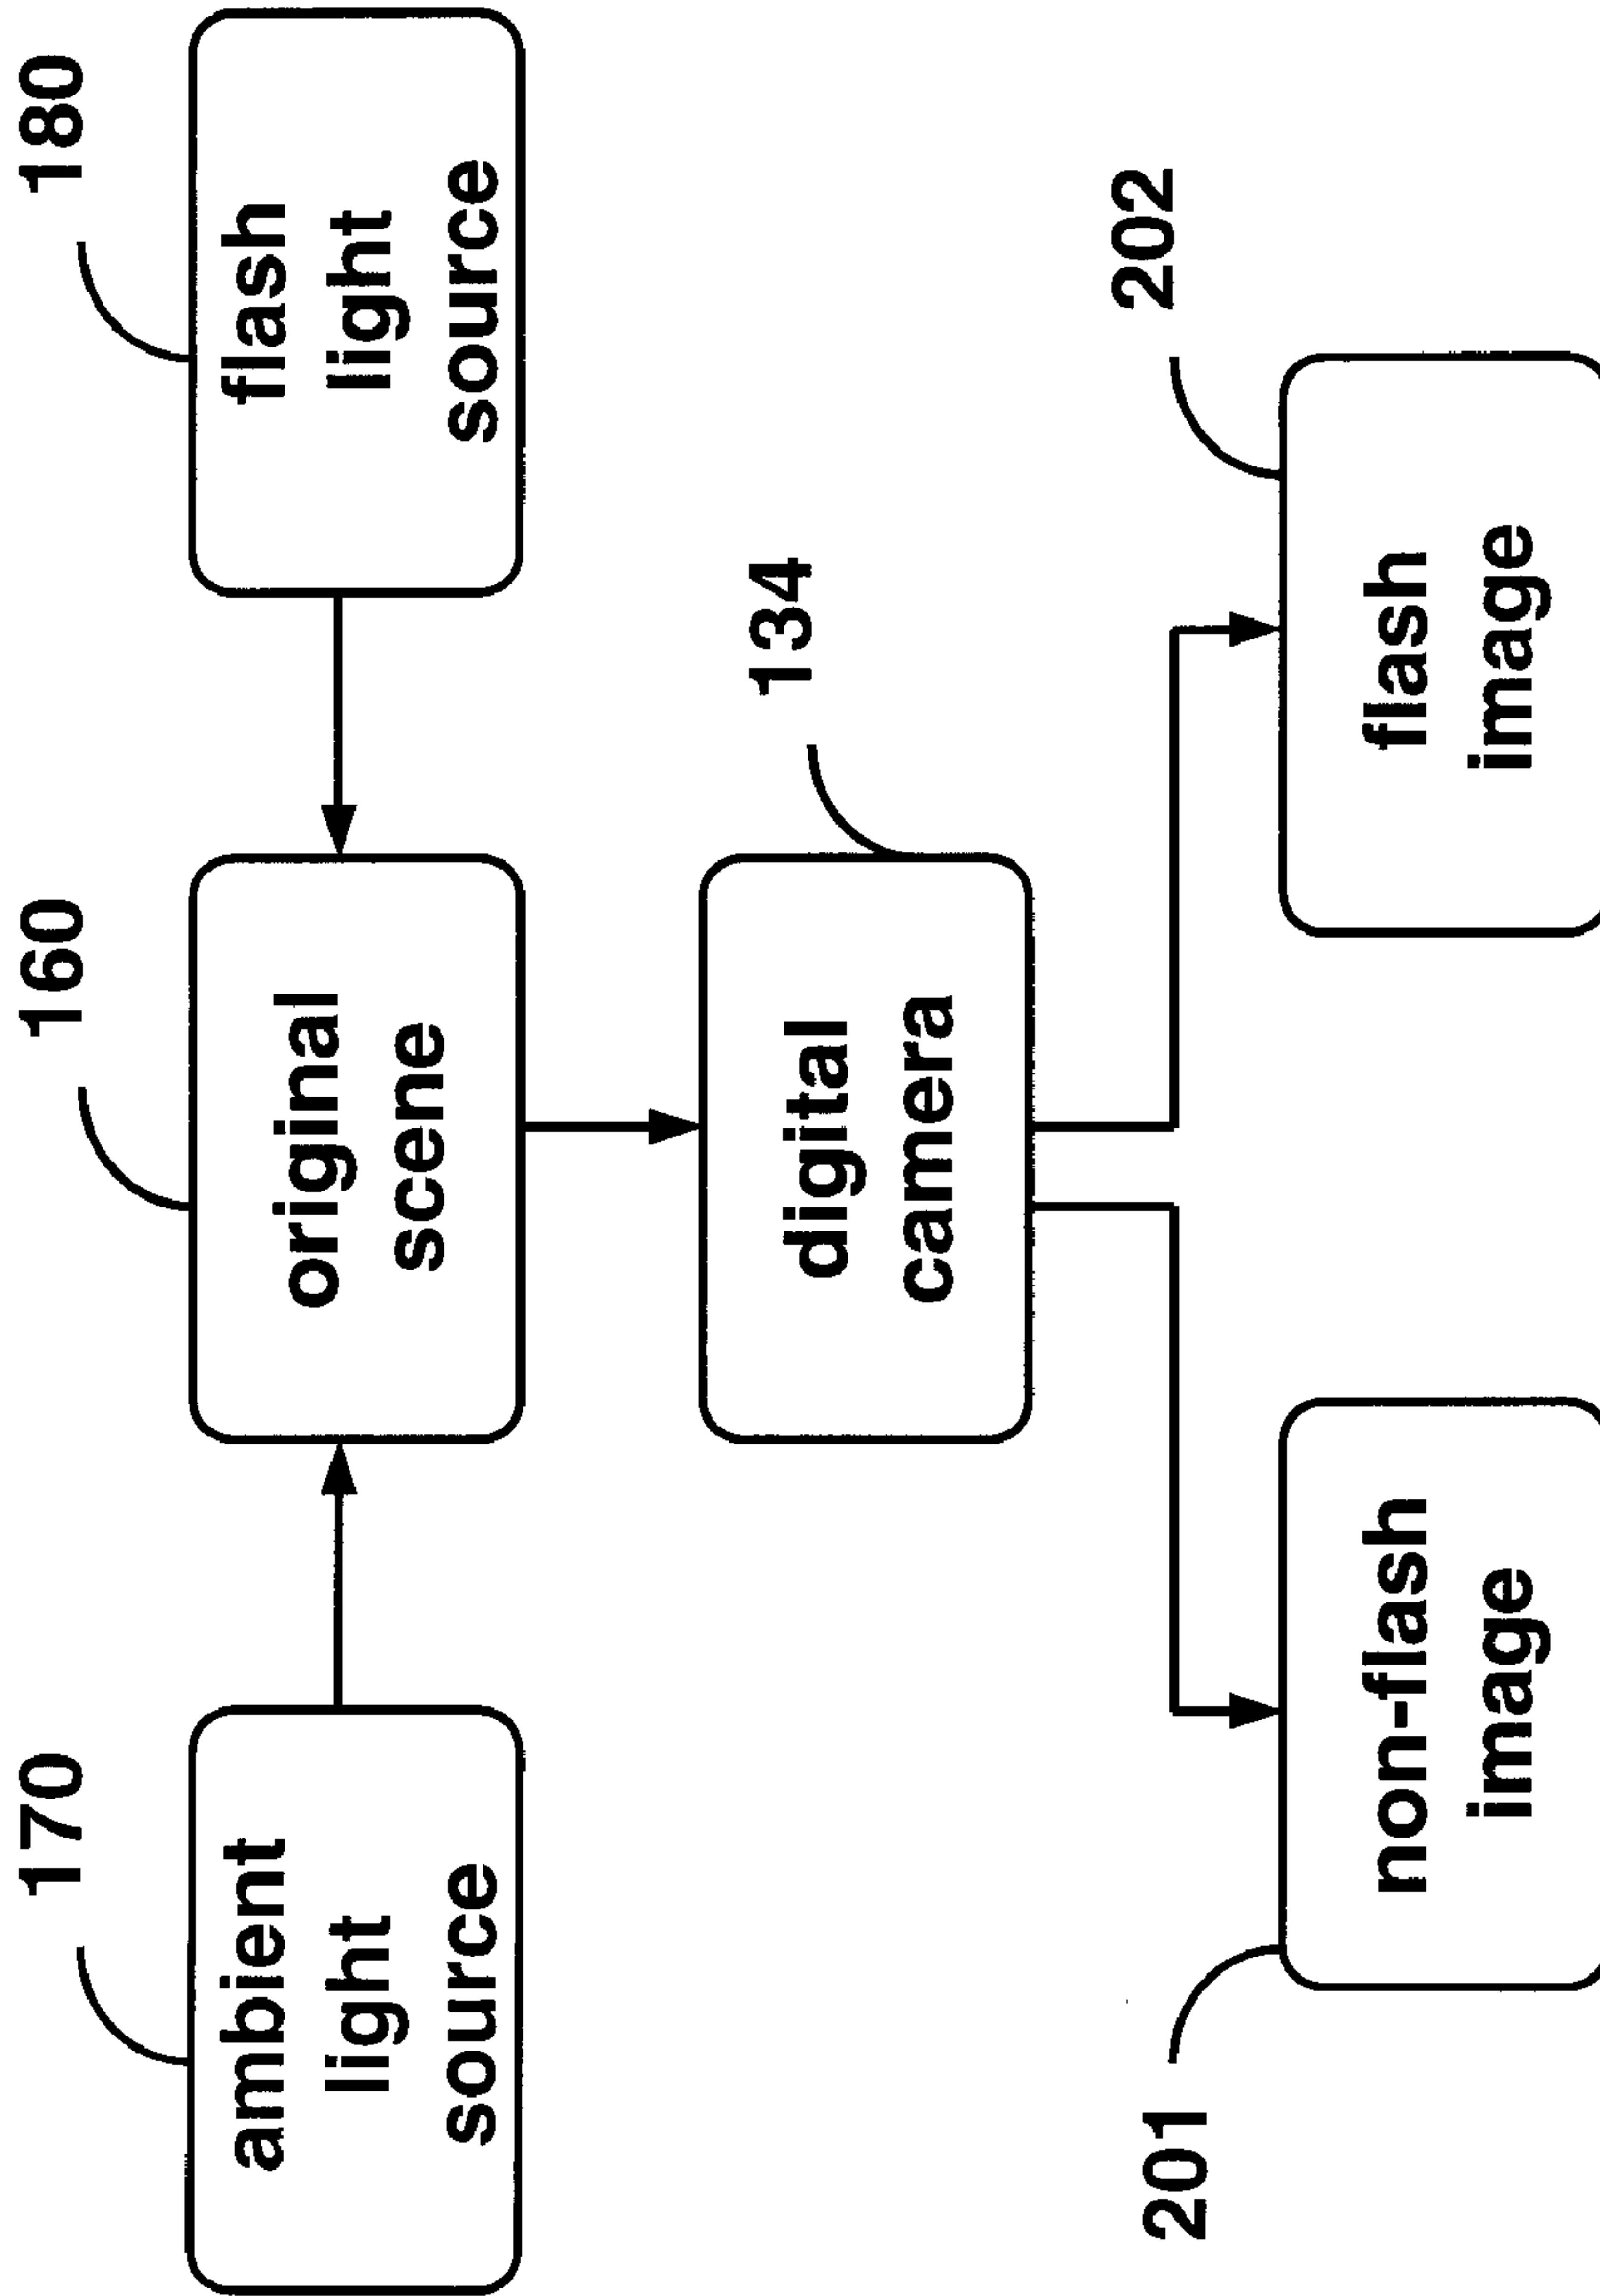 170
160
180
ambient
light
source
original
scene
flash
light
source
134
digital
camera
201
202
non-flash
image
flash
image